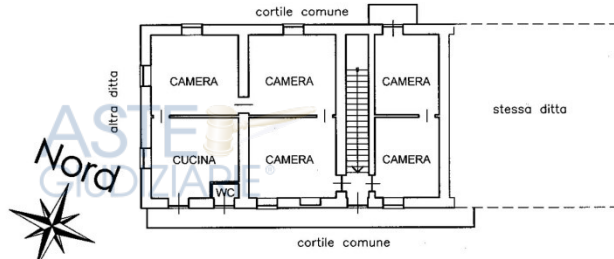 cortile comune
altra ditta
CAMERA
CAMERA
CAMERA
stessa ditta
ASTE
GIUDIZIARIE®
Nord
CUCINA
WC
CAMERA
CAMERA
cortile comune